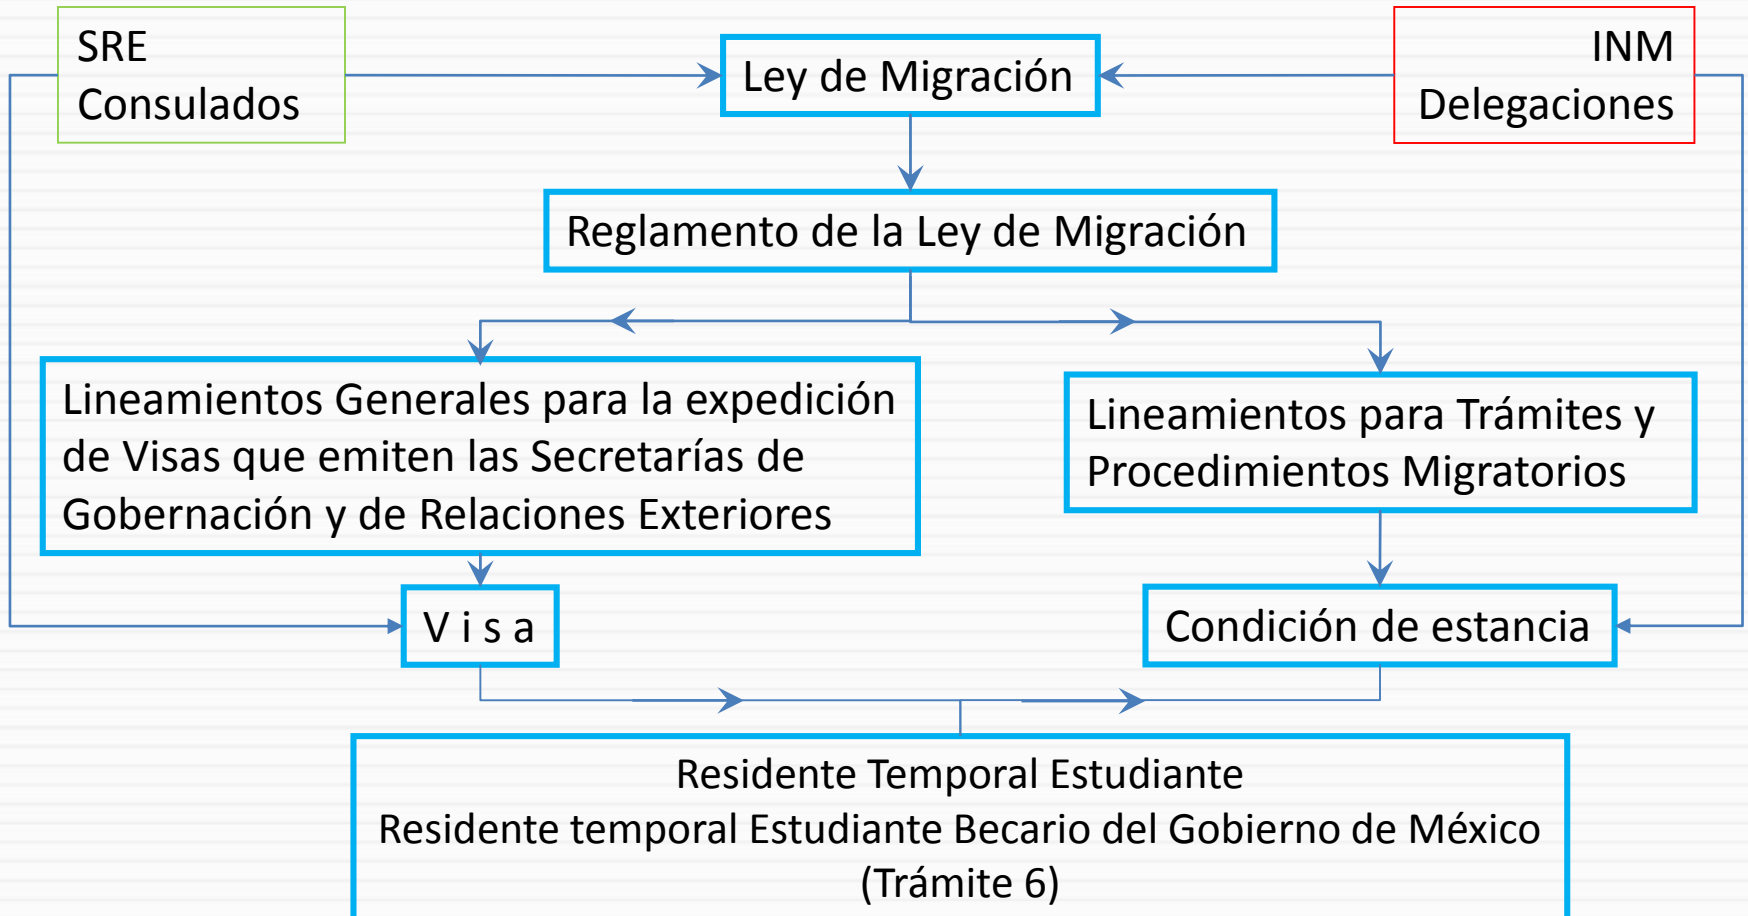 SRE
Consulados
Ley de Migración
INM
Delegaciones
Reglamento de la Ley de Migración
Lineamientos Generales para la expedición
de Visas que emiten las Secretarías de
Gobernación y de Relaciones Exteriores
Lineamientos para Trámites y
Procedimientos Migratorios
V i s a
Condición de estancia
Residente Temporal Estudiante
Residente temporal Estudiante Becario del Gobierno de México
(Trámite 6)